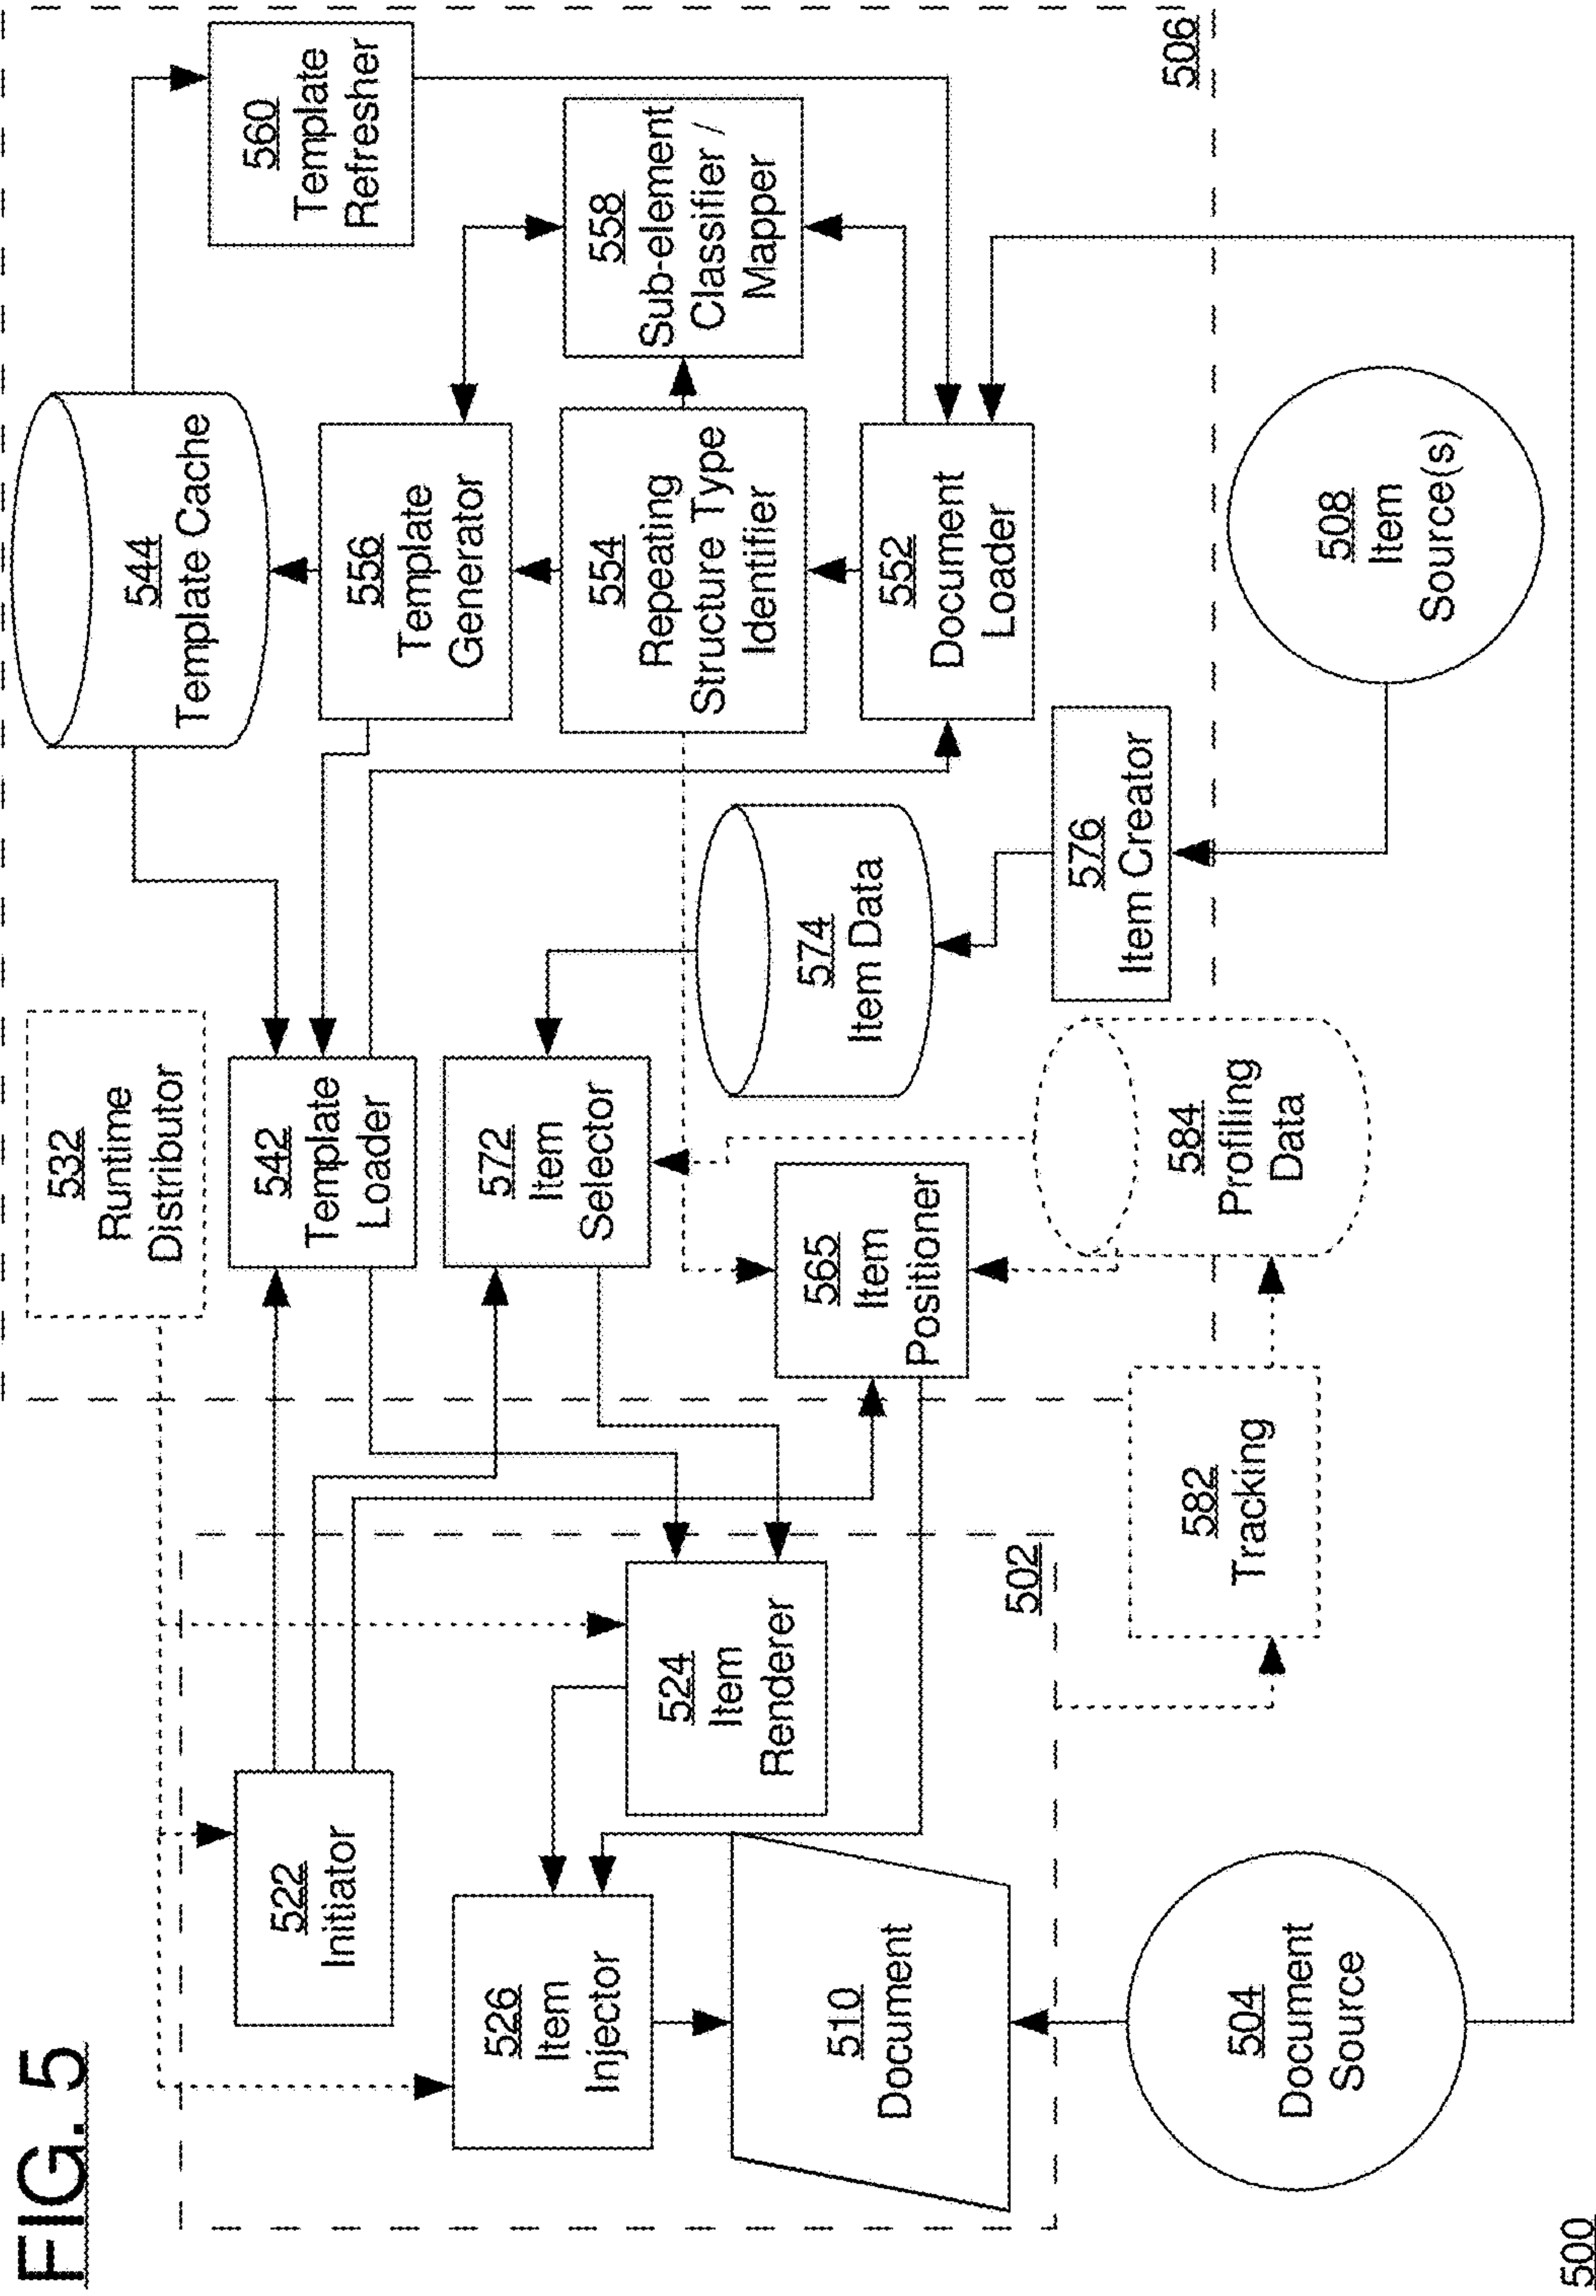 FIG. 5
532
Runtime
Distributor
544
Template Cache
560
Template
Refresher
522
Initiator
542
Template
Loader
556
Template
Generator
526
Item
Injector
524
Item
Renderer
572
Item
Selector
554
Repeating
Structure Type
Identifier
558
Sub-element
Classifier /
Mapper
510
Document
565
Item
Positioner
574
Item Data
552
Document
Loader
502
576
Item Creator
506
504
Document
Source
582
Tracking
584
Profiling
Data
508
Item
Source(s)
500